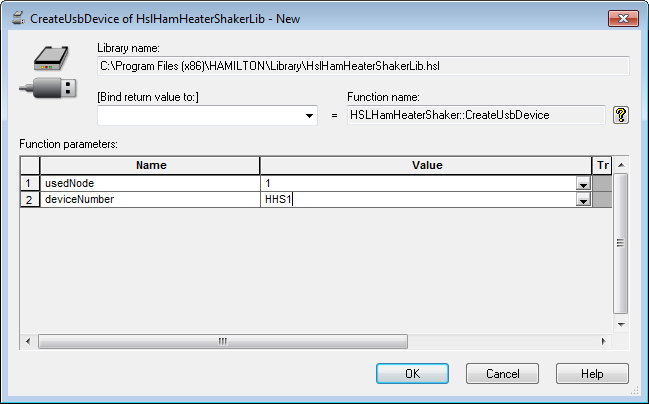 CreateUsbDevice of HslHamHeaterShakerLib - New
Library name:
C:\Program Files (x86)\HAMILTON\Library\HslHamHeaterShakerLib.hsl
[Bind return value to:] Function name:
= HSLHamHeaterShaker::CreateUsbDevice
Function parameters:
Name Value Tr
1 usedNode 1
2 deviceNumber HHS1
OK Cancel Help